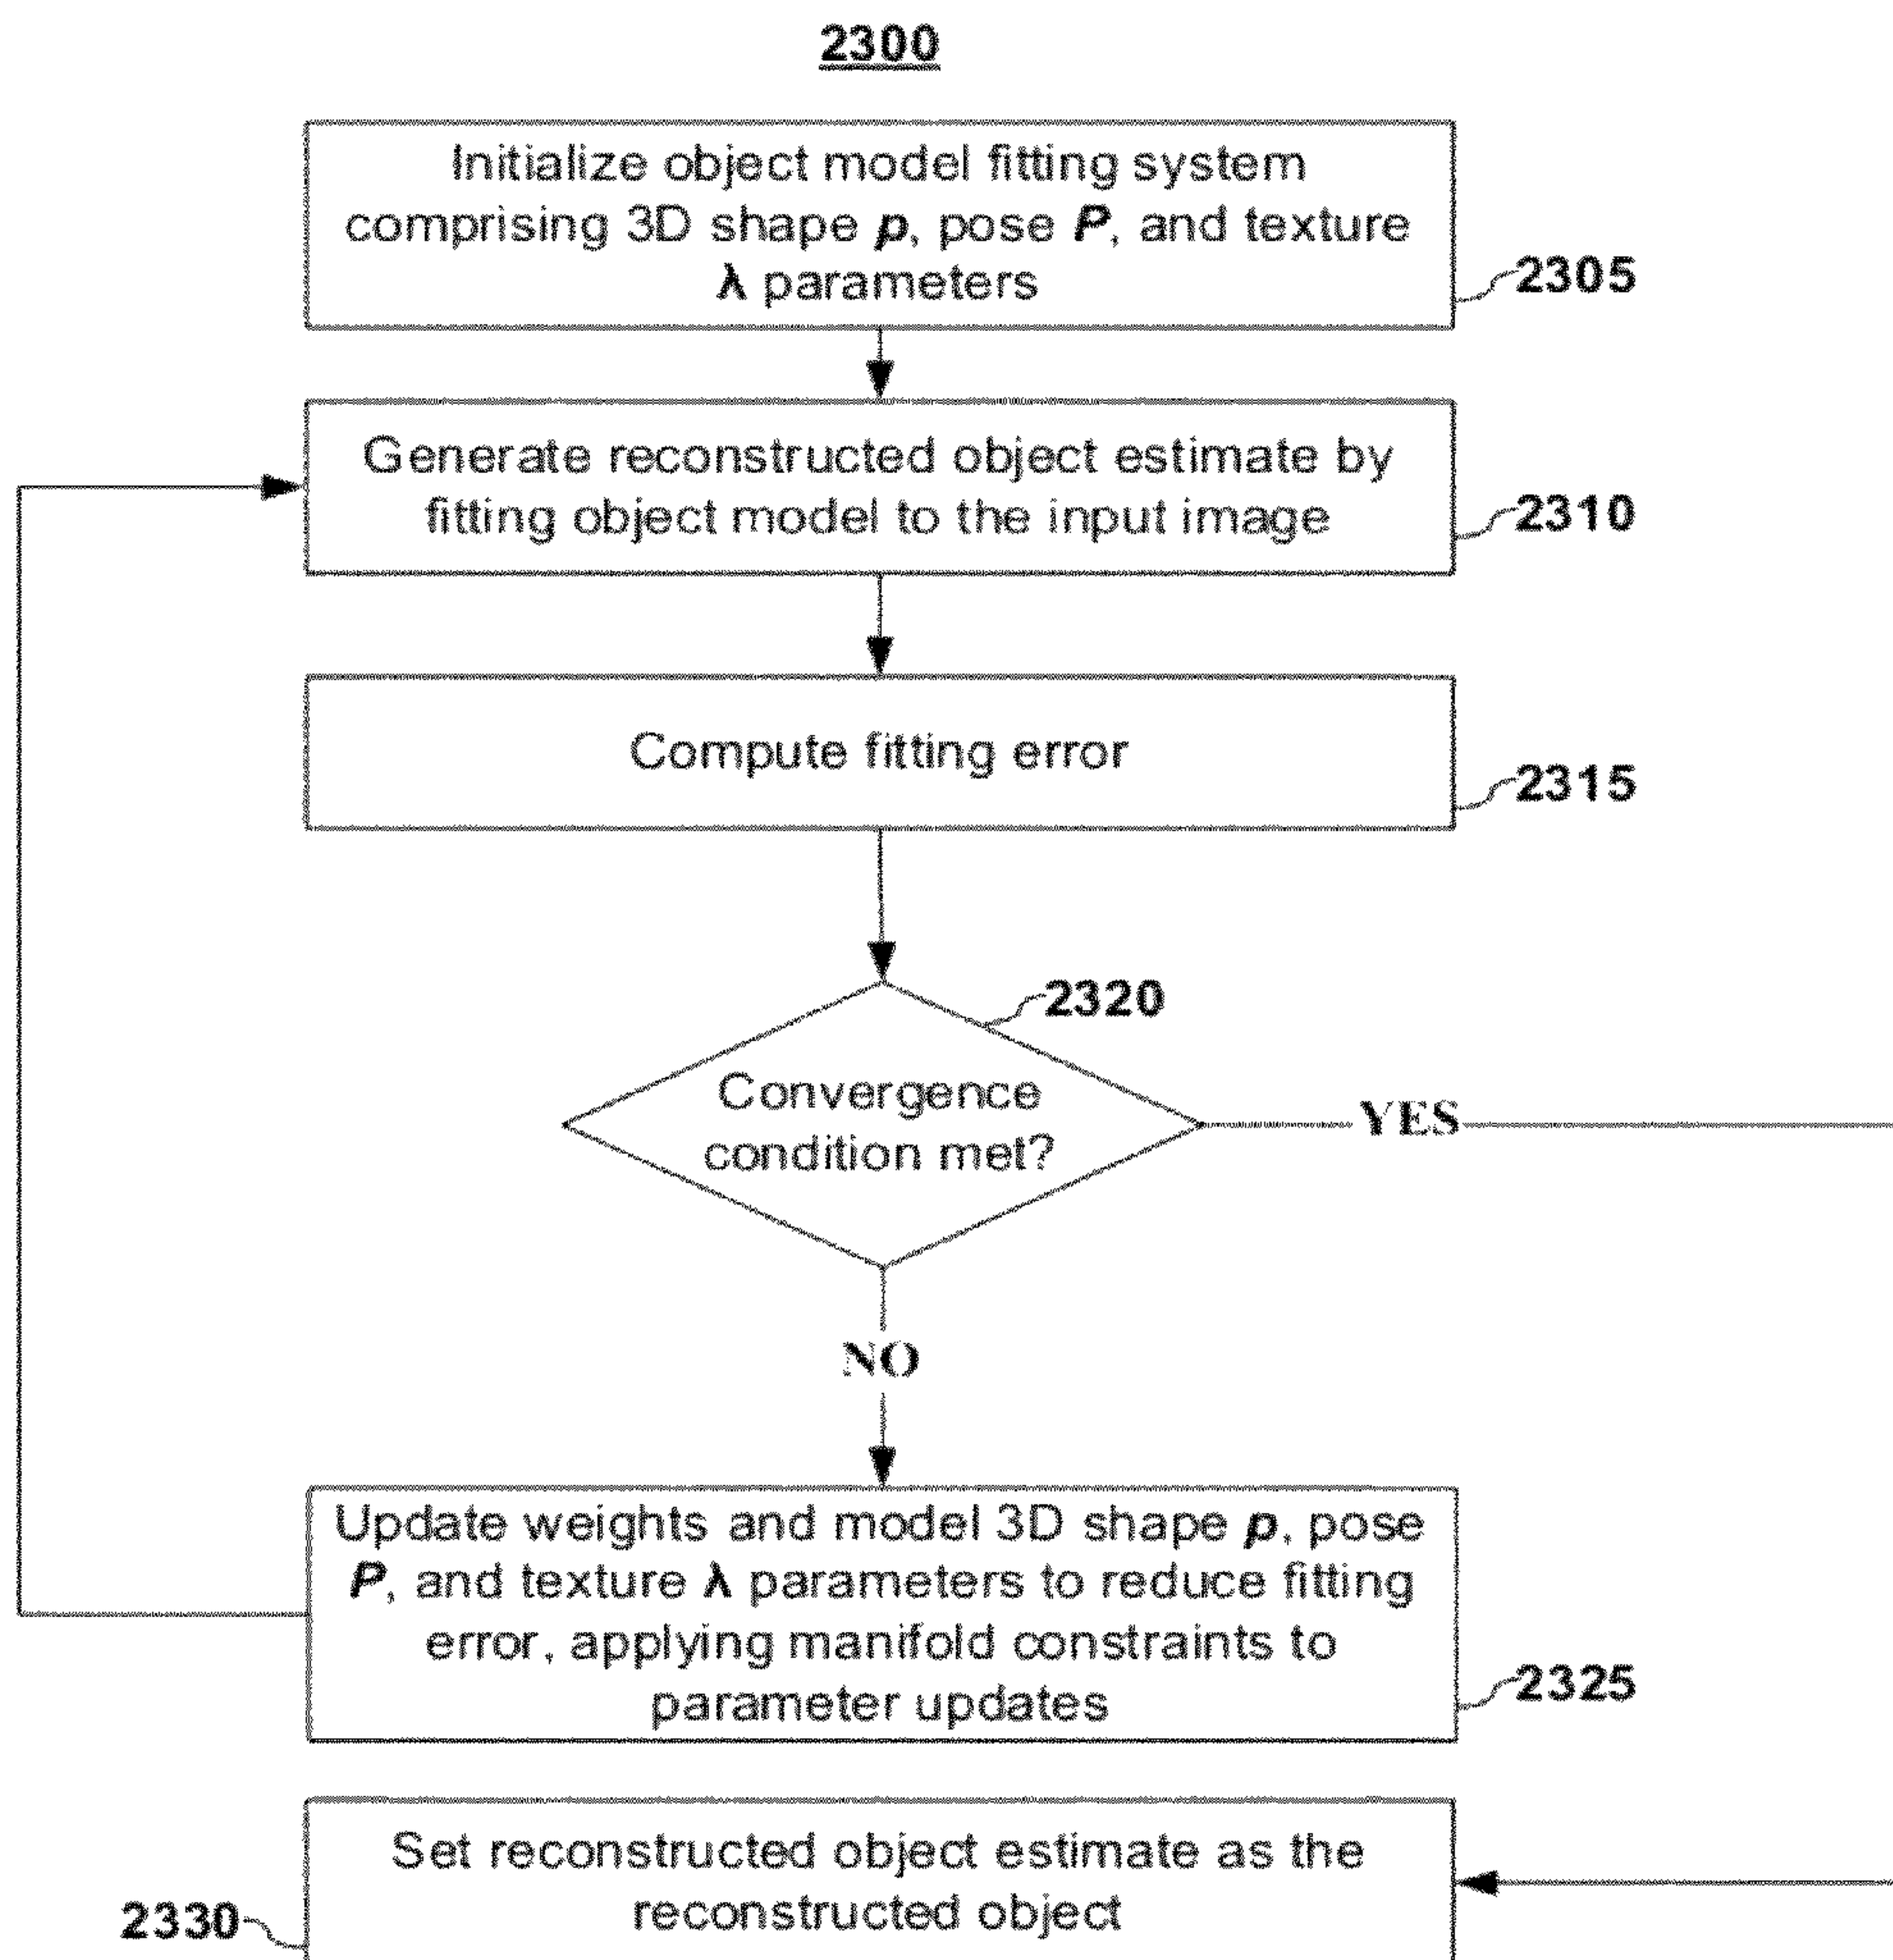 2300
Initialize object model fitting system
comprising 3D shape p, pose P, and texture
λ parameters
2305
Generate reconstructed object estimate by
fitting object model to the input image
2310
Compute fitting error
2315
2320
Convergence
condition met?
YES
NO
Update weights and model 3D shape p, pose
P, and texture λ parameters to reduce fitting
error, applying manifold constraints to
parameter updates
2325
Set reconstructed object estimate as the
reconstructed object
2330